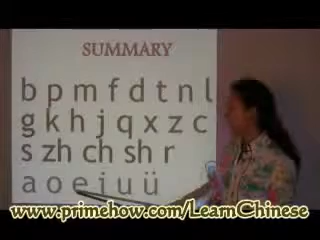 SUMMARY
b p m f d t n l
g k h j q x z c
s zh ch sh r
a o e i u ü
www.primehow.com/LearnChinese